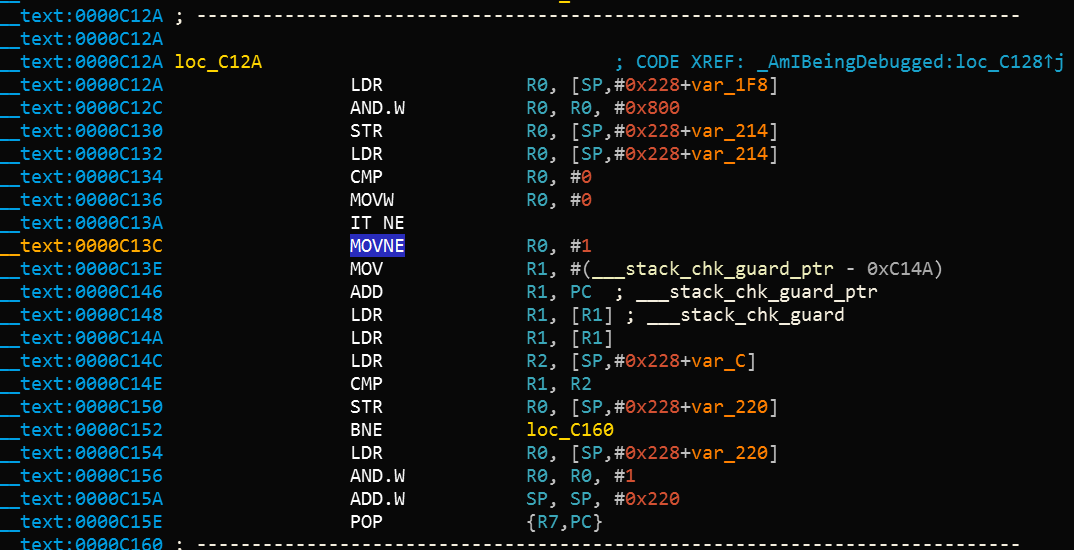 __text:0000C12A ; ---------------------------------------------------------------------------
__text:0000C12A
__text:0000C12A loc_C12A ; CODE XREF: _AmIBeingDebugged:loc_C128↑j
__text:0000C12A LDR R0, [SP,#0x228+var_1F8]
__text:0000C12C AND.W R0, R0, #0x800
__text:0000C130 STR R0, [SP,#0x228+var_214]
__text:0000C132 LDR R0, [SP,#0x228+var_214]
__text:0000C134 CMP R0, #0
__text:0000C136 MOVW R0, #0
__text:0000C13A IT NE
__text:0000C13C MOVNE R0, #1
__text:0000C13E MOV R1, #(___stack_chk_guard_ptr - 0xC14A)
__text:0000C146 ADD R1, PC ; ___stack_chk_guard_ptr
__text:0000C148 LDR R1, [R1] ; ___stack_chk_guard
__text:0000C14A LDR R1, [R1]
__text:0000C14C LDR R2, [SP,#0x228+var_C]
__text:0000C14E CMP R1, R2
__text:0000C150 STR R0, [SP,#0x228+var_220]
__text:0000C152 BNE loc_C160
__text:0000C154 LDR R0, [SP,#0x228+var_220]
__text:0000C156 AND.W R0, R0, #1
__text:0000C15A ADD.W SP, SP, #0x220
__text:0000C15E POP {R7,PC}
__text:0000C160 ; ---------------------------------------------------------------------------